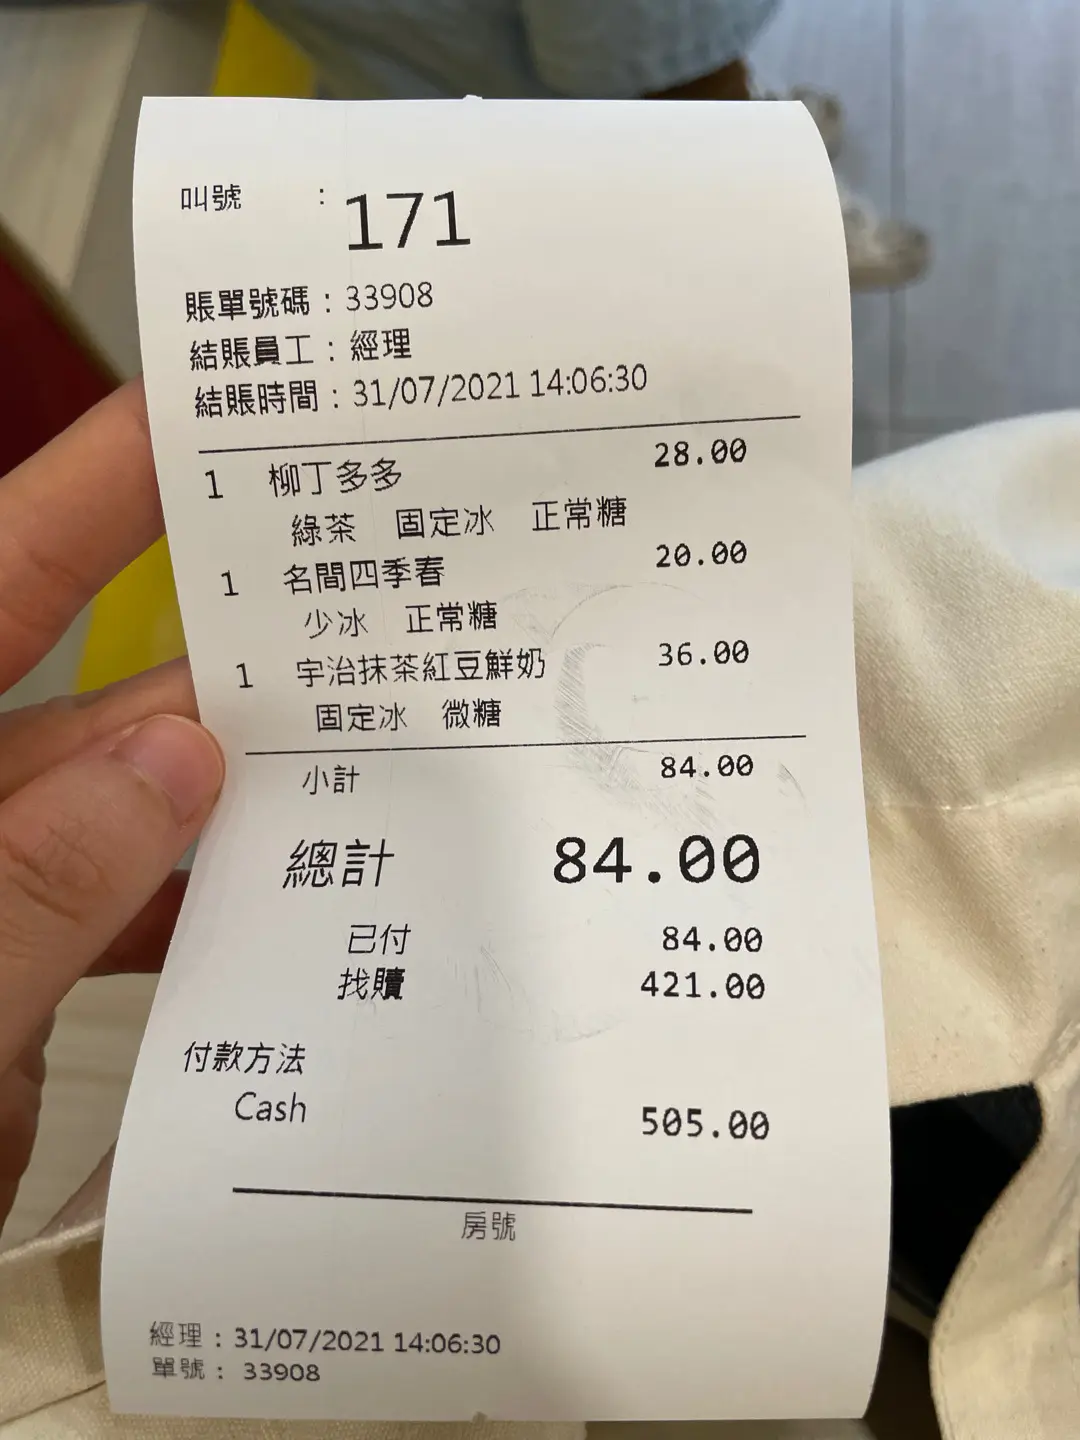 叫號 : 171
賬單號碼 : 33908
結賬員工 : 經理
結賬時間 : 31/07/2021 14:06:30
1 柳丁多多 28.00
綠茶 固定冰 正常糖
1 名間四季春 20.00
少冰 正常糖
1 宇治抹茶紅豆鮮奶 36.00
固定冰 微糖
小計 84.00
總計 84.00
已付 84.00
找贖 421.00
付款方法
Cash 505.00
房號
經理 : 31/07/2021 14:06:30
單號 : 33908